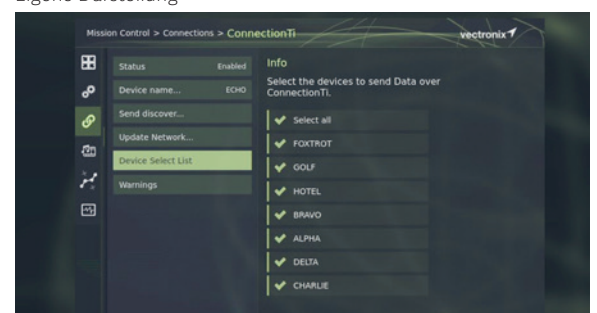 Eigene Darstellung
Mission Control > Connections > ConnectionTi
vectronix
Status Enabled
Device name... ECHO
Send discover...
Update Network...
Device Select List
Warnings
Info
Select the devices to send Data over
ConnectionTi.
Select all
FOXTROT
GOLF
HOTEL
BRAVO
ALPHA
DELTA
CHARLIE